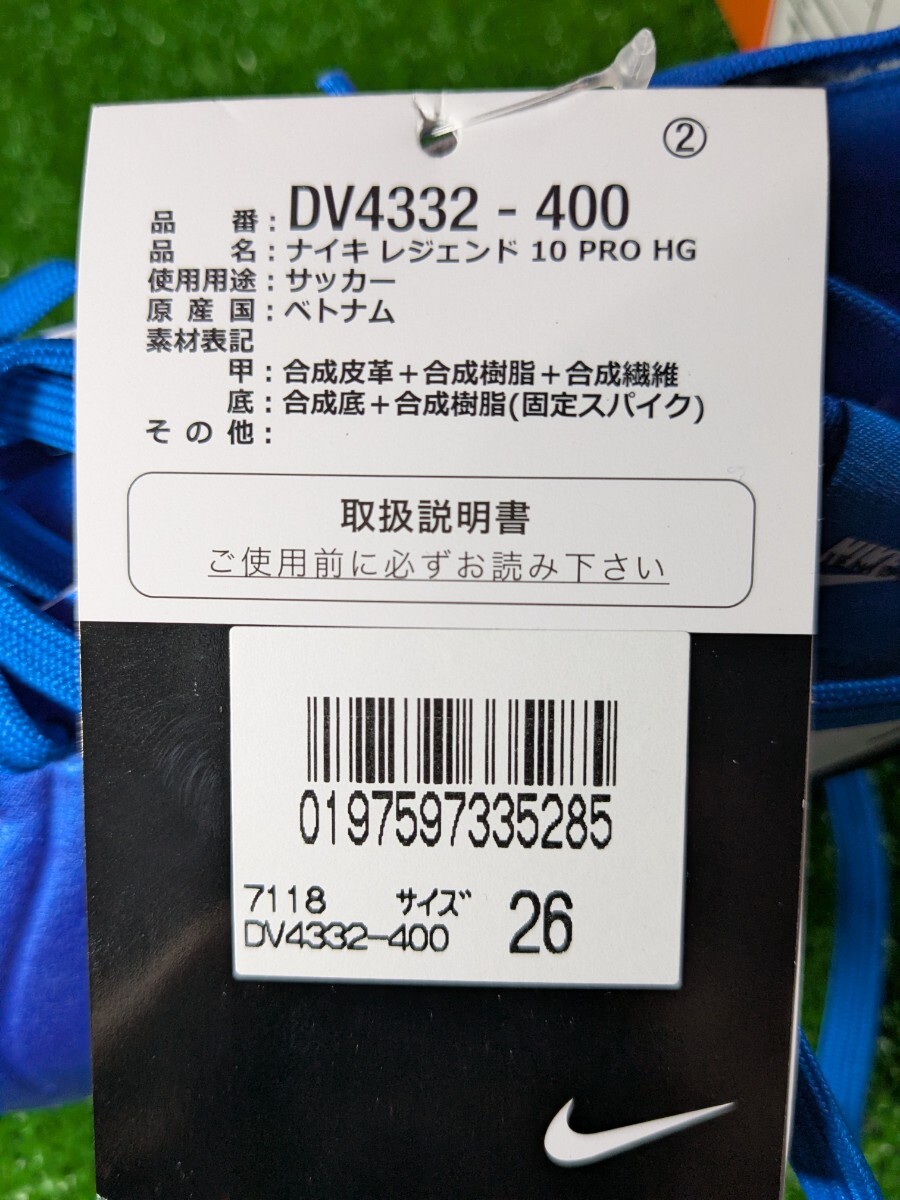 ②
品　番：DV4332 - 400
品　名：ナイキ レジェンド 10 PRO HG
使用用途：サッカー
原産国：ベトナム
素材表記
甲：合成皮革＋合成樹脂＋合成繊維
底：合成底＋合成樹脂(固定スパイク)
その他：
取扱説明書
ご使用前に必ずお読み下さい
0197597335285
7118 サイズ 26
DV4332-400